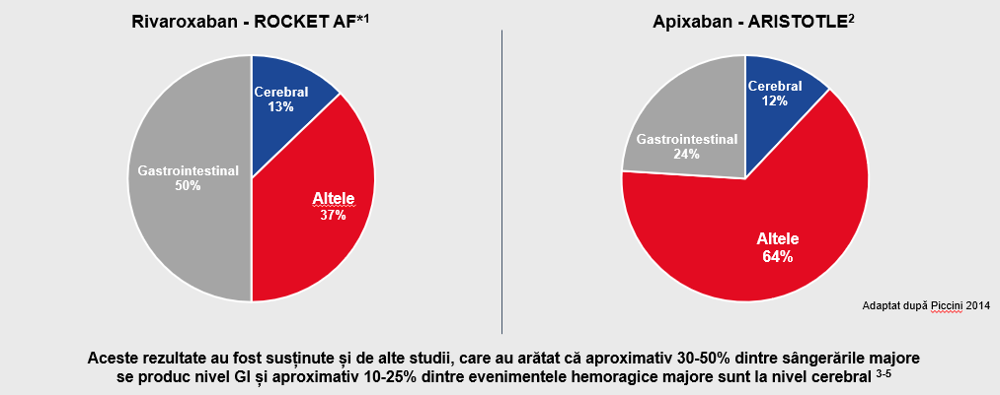 Rivaroxaban - ROCKET AF*1
Apixaban - ARISTOTLE2
Cerebral
13%
Gastrointestinal
50%
Altele
37%
Cerebral
12%
Gastrointestinal
24%
Altele
64%
Adaptat după Piccini 2014
Aceste rezultate au fost susținute și de alte studii, care au arătat că aproximativ 30-50% dintre sângerările majore
se produc nivel GI și aproximativ 10-25% dintre evenimentele hemoragice majore sunt la nivel cerebral 3-5